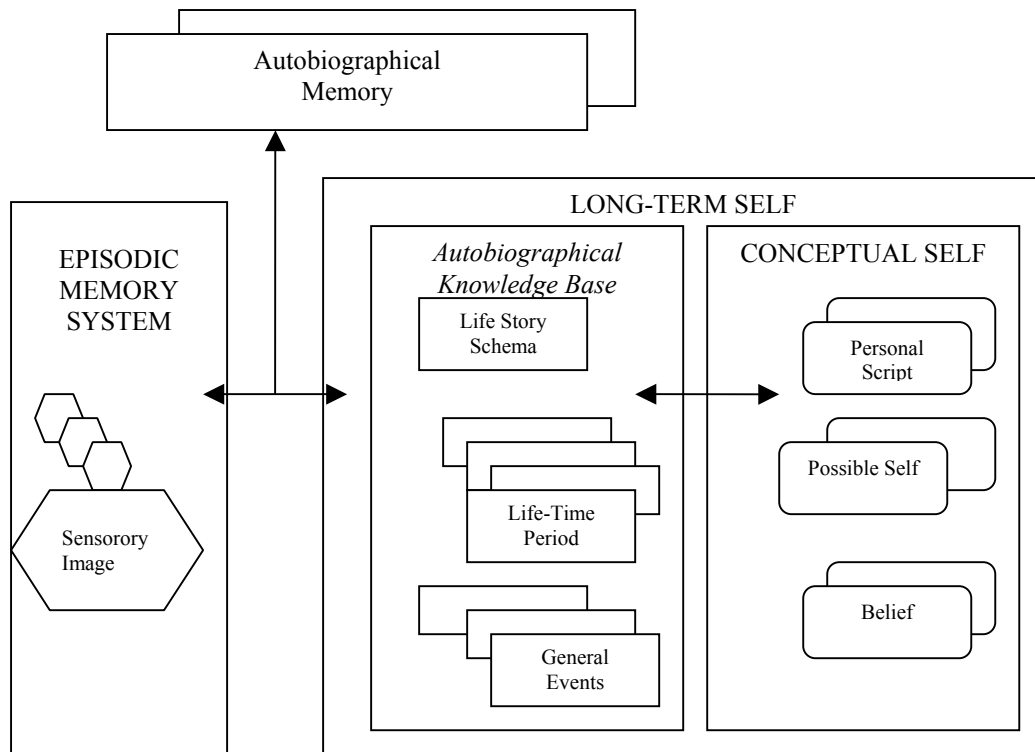 Autobiographical
Memory
LONG-TERM SELF
EPISODIC
MEMORY
SYSTEM
Sensorory
Image
Autobiographical
Knowledge Base
Life Story
Schema
Life-Time
Period
General
Events
CONCEPTUAL SELF
Personal
Script
Possible Self
Belief